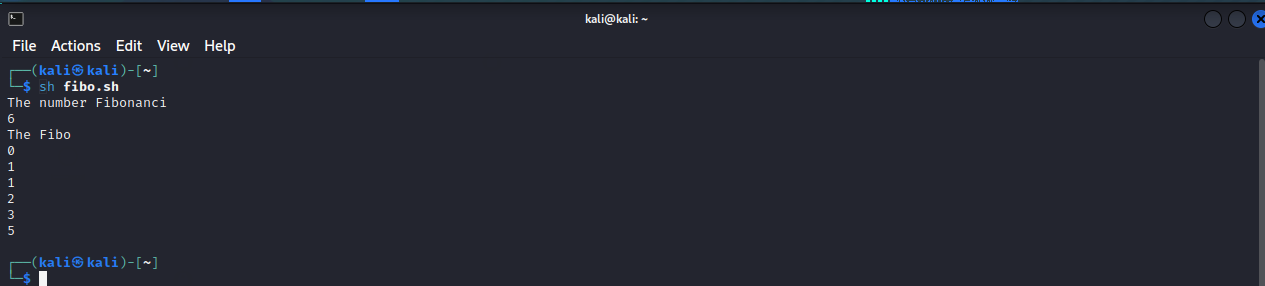 kali@kali: ~
File Actions Edit View Help
┌──(kali㉿kali)-[~]
└─$ sh fibo.sh
The number Fibonanci
6
The Fibo
0
1
1
2
3
5
┌──(kali㉿kali)-[~]
└─$